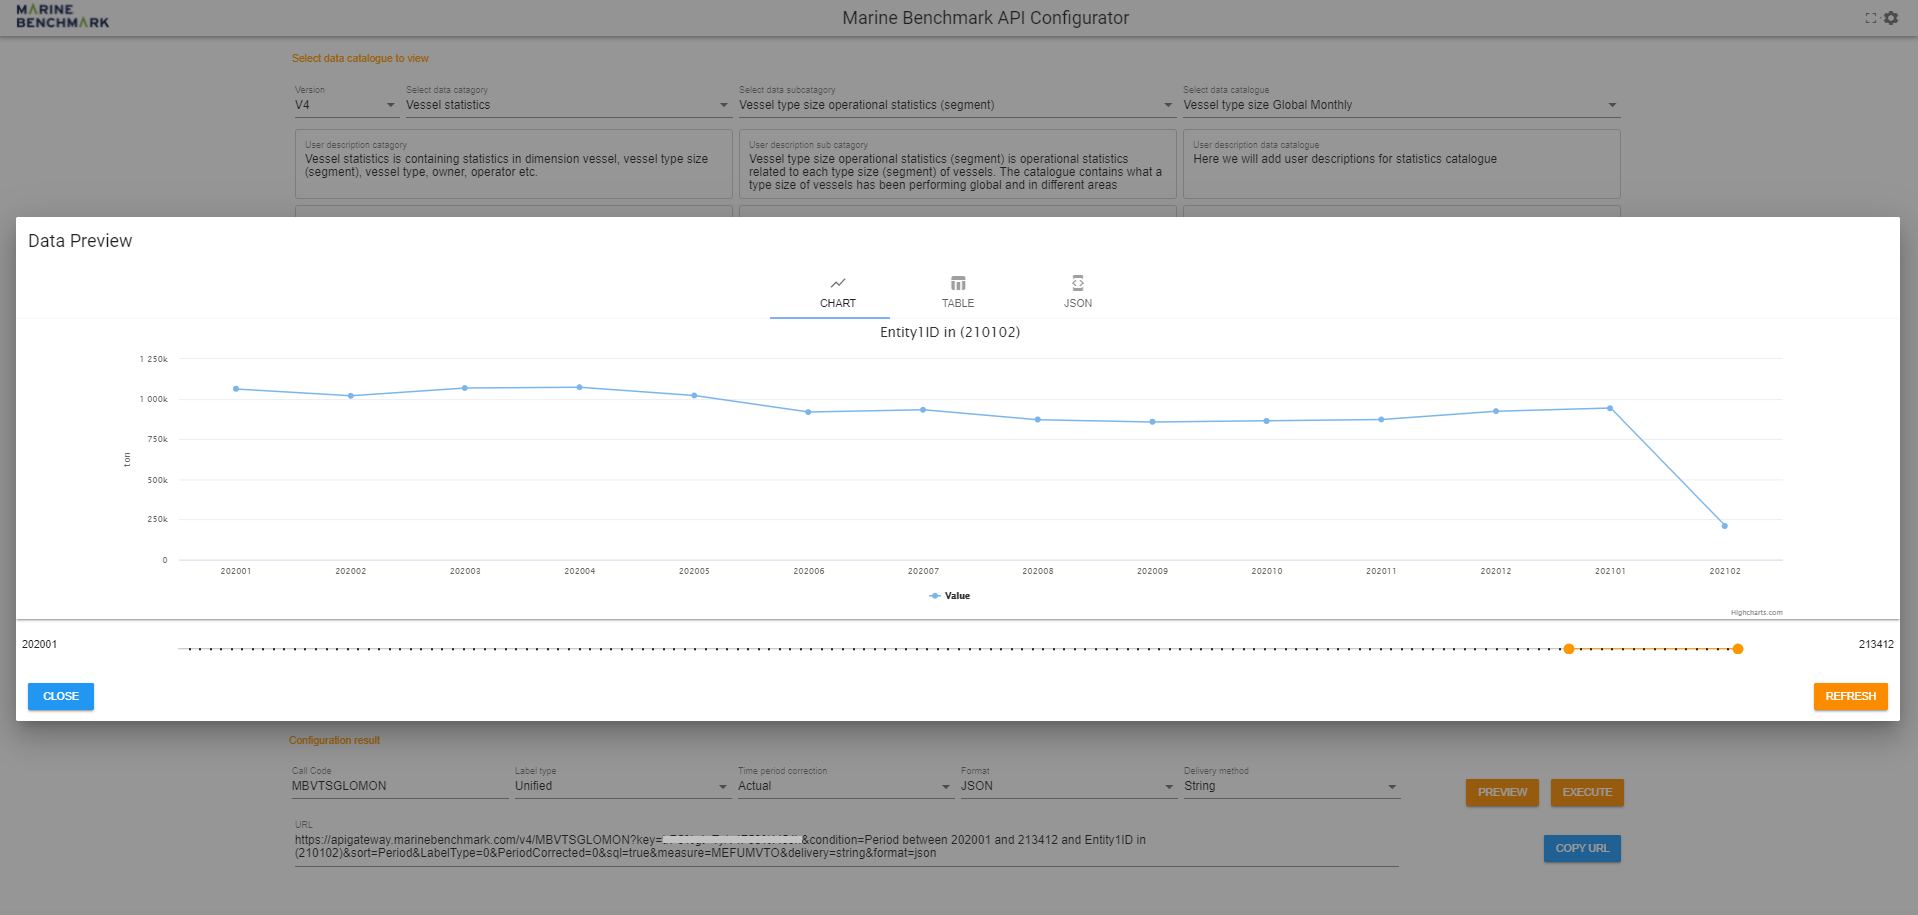 MARINE
BENCHMARK
Marine Benchmark API Configurator
Select data catalogue to view
Version
V4
Select data catagory
Vessel statistics
Select data subcatagory
Vessel type size operational statistics (segment)
Select data catalogue
Vessel type size Global Monthly
User description catagory
Vessel statistics is containing statistics in dimension vessel, vessel type size
(segment), vessel type, owner, operator etc.
User description sub catagory
Vessel type size operational statistics (segment) is operational statistics
related to each type size (segment) of vessels. The catalogue contains what a
type size of vessels has been performing global and in different areas
User description data catalogue
Here we will add user descriptions for statistics catalogue
Data Preview
CHART
TABLE
JSON
Entity1ID in (210102)
1 250k
1 000k
750k
500k
250k
0
ton
202001
202002
202003
202004
202005
202006
202007
202008
202009
202010
202011
202012
202101
202102
Value
Highcharts.com
202001
213412
CLOSE
REFRESH
Configuration result
Call Code
MBVTSGLOMON
Label type
Unified
Time period correction
Actual
Format
JSON
Delivery method
String
PREVIEW
EXECUTE
URL
https://apigateway.marinebenchmark.com/v4/MBVTSGLOMON?key= &condition=Period between 202001 and 213412 and Entity1ID in
(210102)&sort=Period&LabelType=0&PeriodCorrected=0&sql=true&measure=MEFUMVTO&delivery=string&format=json
COPY URL